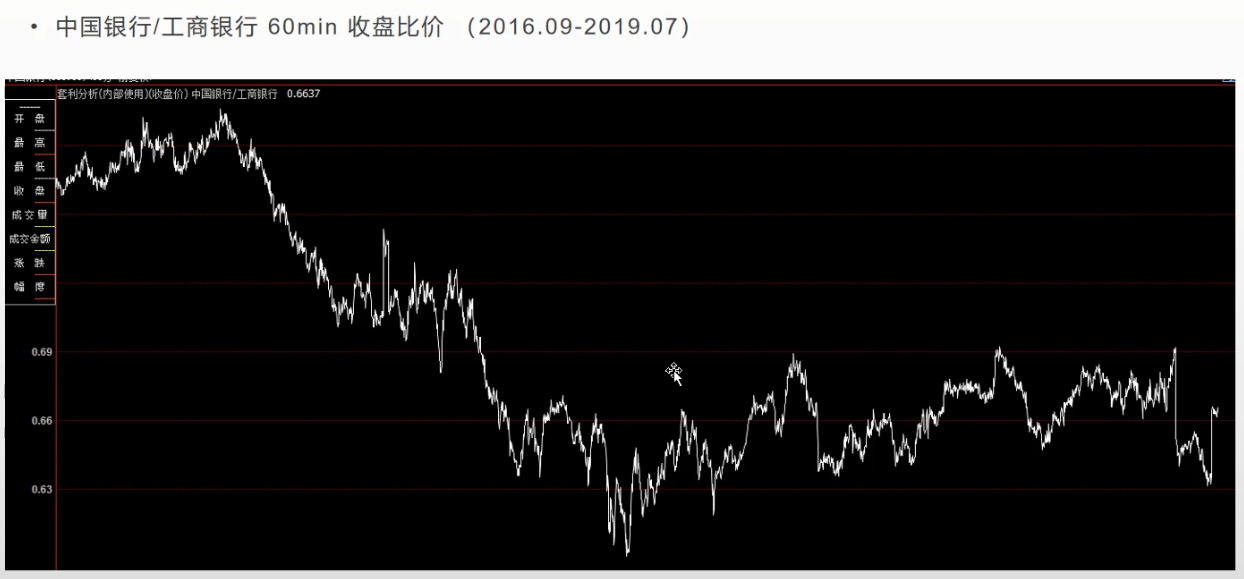 • 中国银行/工商银行 60min 收盘比价 （2016.09-2019.07）
套利分析(内部使用)(收盘价) 中国银行/工商银行 0.6637
开 盘
最 高
最 低
收 盘
成交量
成交金额
涨 跌
幅 度
0.69
0.66
0.63